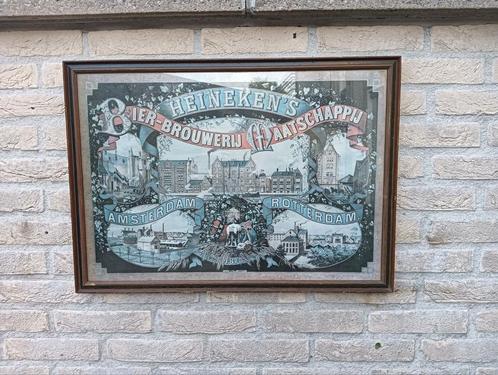 HEINEKEN'S
BIER-BROUWERIJ MAATSCHAPPIJ
AMSTERDAM
ROTTERDAM